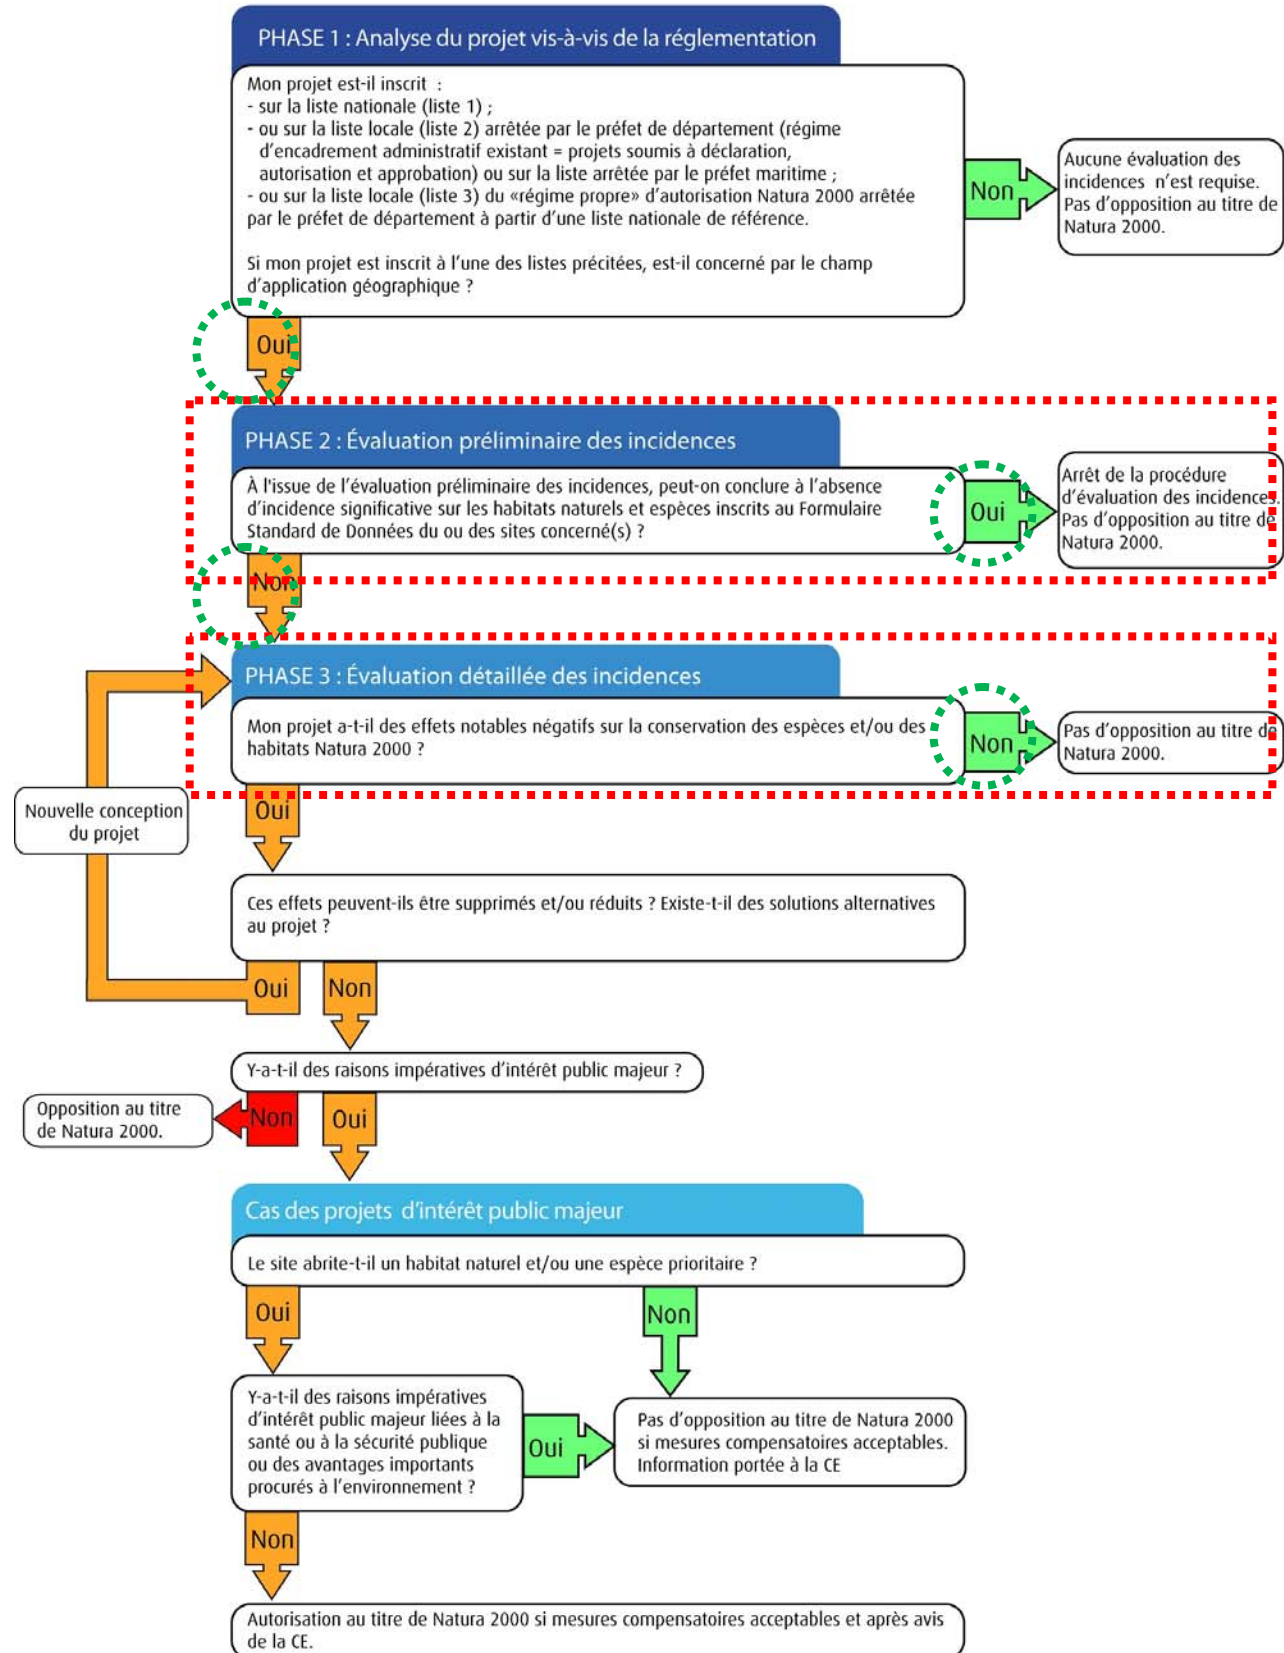 PHASE 1 : Analyse du projet vis-à-vis de la réglementation
Mon projet est-il inscrit :
- sur la liste nationale (liste 1) ;
- ou sur la liste locale (liste 2) arrêtée par le préfet de département (régime
d'encadrement administratif existant = projets soumis à déclaration,
autorisation et approbation) ou sur la liste arrêtée par le préfet maritime ;
- ou sur la liste locale (liste 3) du «régime propre» d'autorisation Natura 2000 arrêtée
par le préfet de département à partir d'une liste nationale de référence.
Si mon projet est inscrit à l'une des listes précitées, est-il concerné par le champ
d'application géographique ?
Non
Aucune évaluation des
incidences n'est requise.
Pas d'opposition au titre de
Natura 2000.
Oui
PHASE 2 : Évaluation préliminaire des incidences
À l'issue de l'évaluation préliminaire des incidences, peut-on conclure à l'absence
d'incidence significative sur les habitats naturels et espèces inscrits au Formulaire
Standard de Données du ou des sites concerné(s) ?
Oui
Arrêt de la procédure
d'évaluation des incidences.
Pas d'opposition au titre de
Natura 2000.
Non
PHASE 3 : Évaluation détaillée des incidences
Mon projet a-t-il des effets notables négatifs sur la conservation des espèces et/ou des
habitats Natura 2000 ?
Non
Pas d'opposition au titre de
Natura 2000.
Oui
Nouvelle conception
du projet
Ces effets peuvent-ils être supprimés et/ou réduits ? Existe-t-il des solutions alternatives
au projet ?
Oui
Non
Y-a-t-il des raisons impératives d'intérêt public majeur ?
Opposition au titre
de Natura 2000.
Non
Oui
Cas des projets d'intérêt public majeur
Le site abrite-t-il un habitat naturel et/ou une espèce prioritaire ?
Oui
Non
Y-a-t-il des raisons impératives
d'intérêt public majeur liées à la
santé ou à la sécurité publique
ou des avantages importants
procurés à l'environnement ?
Oui
Pas d'opposition au titre de Natura 2000
si mesures compensatoires acceptables.
Information portée à la CE
Non
Autorisation au titre de Natura 2000 si mesures compensatoires acceptables et après avis
de la CE.